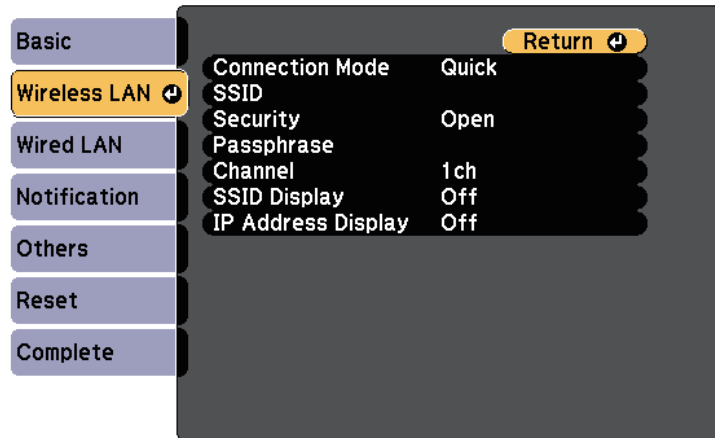 Basic
Wireless LAN
Wired LAN
Notification
Others
Reset
Complete
Return
Connection Mode Quick
SSID
Security Open
Passphrase
Channel 1ch
SSID Display Off
IP Address Display Off